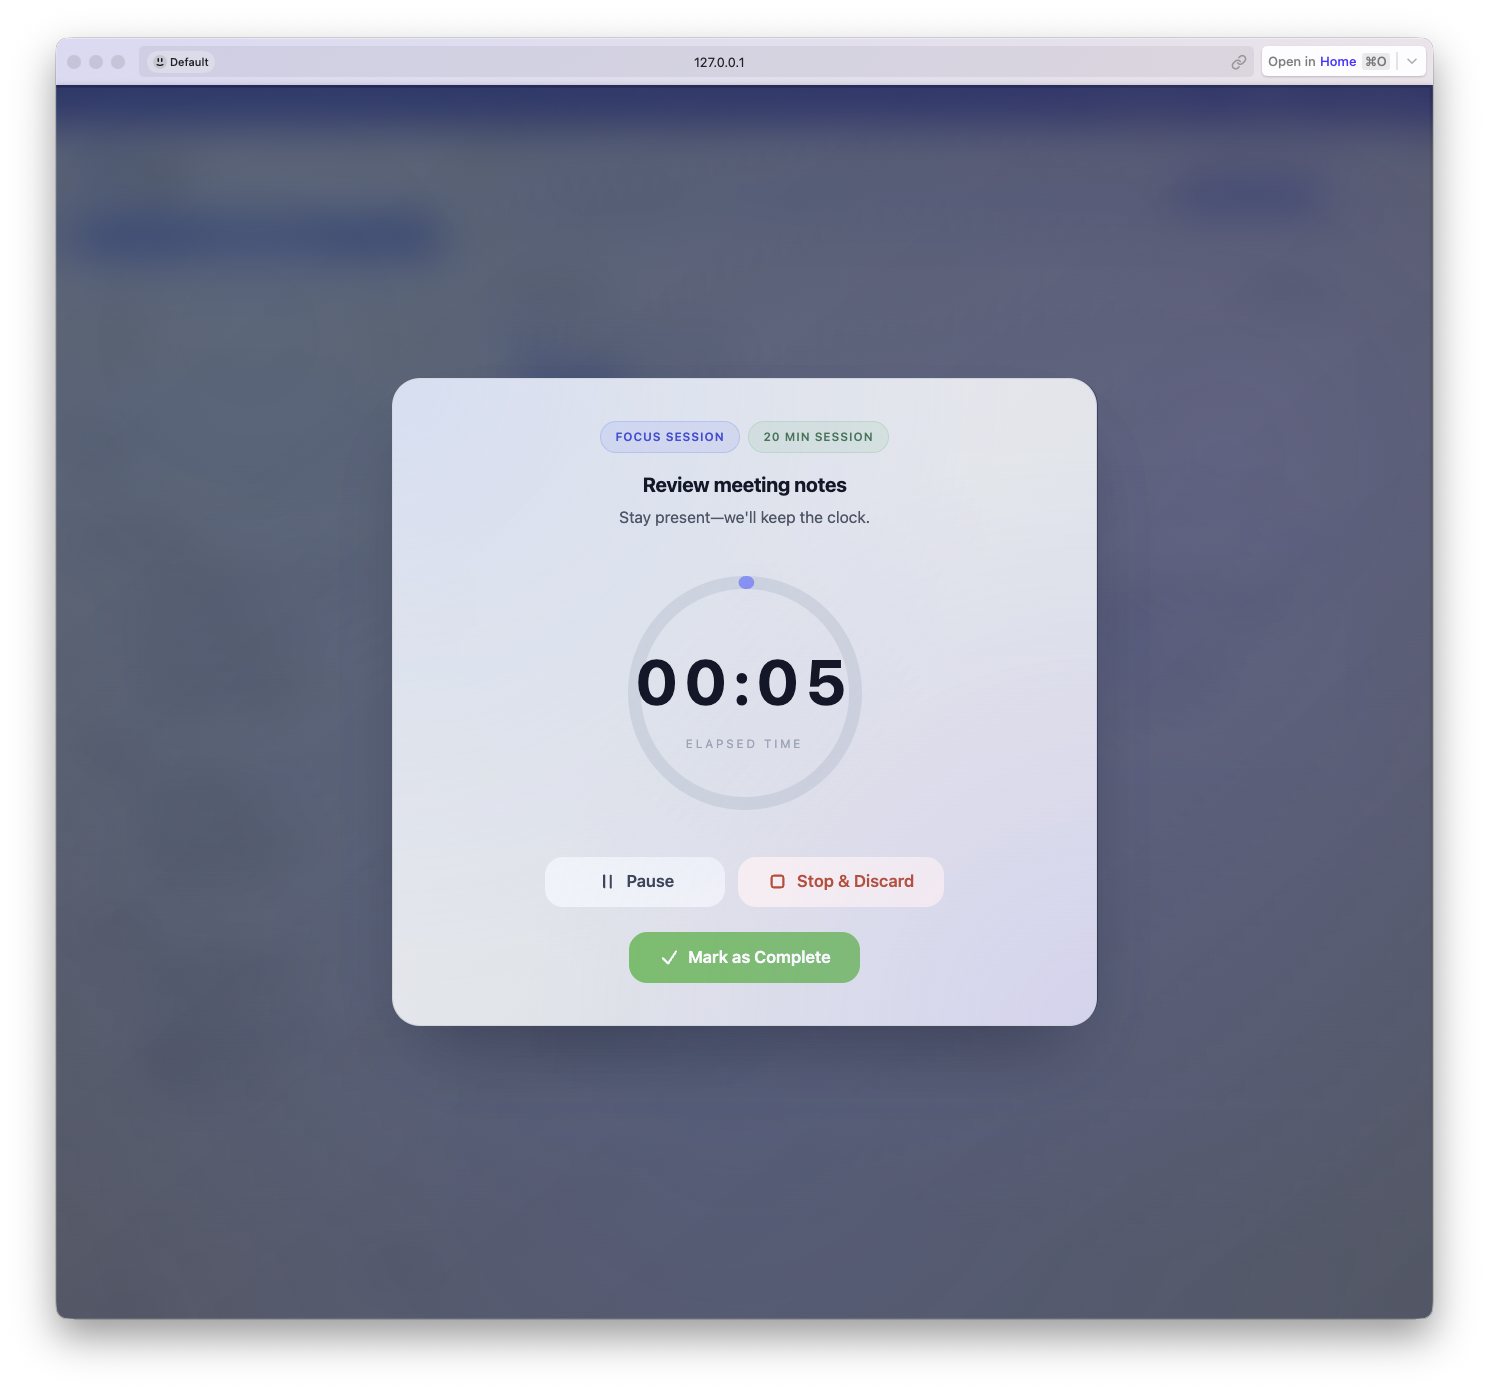 Default
127.0.0.1
Open in Home ⌘O
FOCUS SESSION
20 MIN SESSION
Review meeting notes
Stay present—we'll keep the clock.
00:05
ELAPSED TIME
Pause
Stop & Discard
Mark as Complete